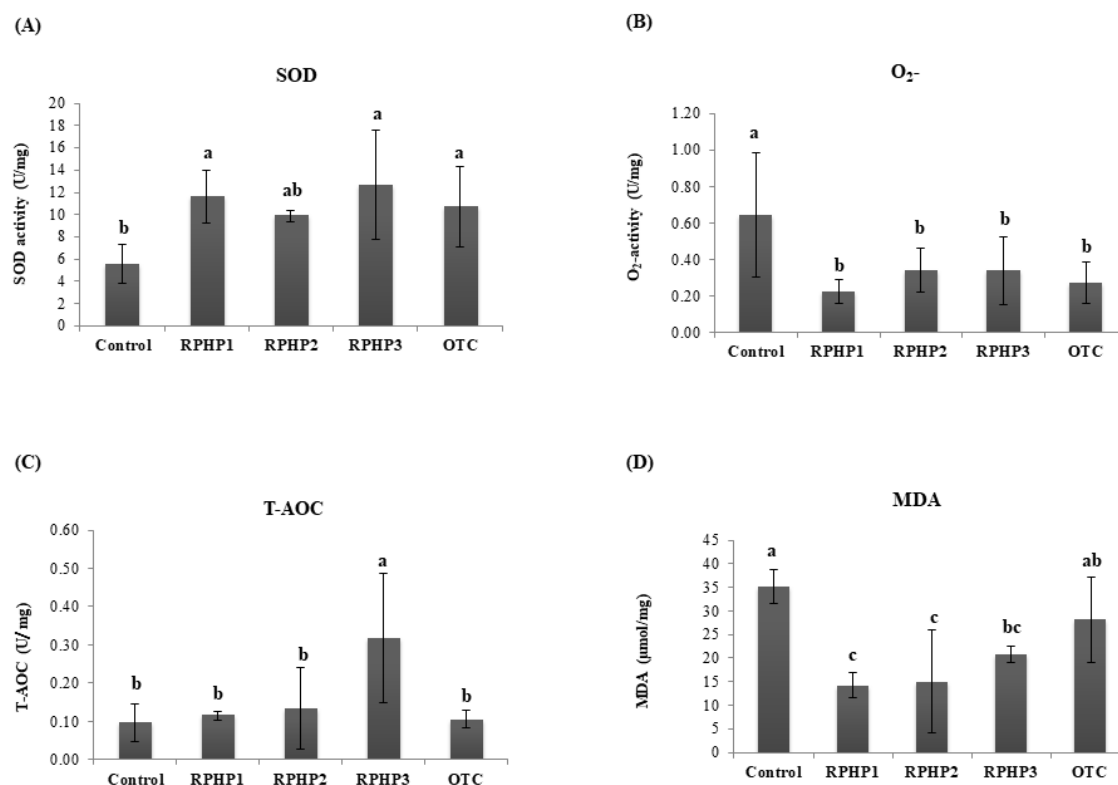 (A)
SOD
SOD activity (U/mg)
20
18
16
14
12
10
8
6
4
2
0
b
a
ab
a
a
Control RPHP1 RPHP2 RPHP3 OTC
(B)
O₂-
O₂-activity (U/mg)
1.20
1.00
0.80
0.60
0.40
0.20
0.00
a
b
b
b
b
Control RPHP1 RPHP2 RPHP3 OTC
(C)
T-AOC
T-AOC (U/mg)
0.60
0.50
0.40
0.30
0.20
0.10
0.00
b
b
b
a
b
Control RPHP1 RPHP2 RPHP3 OTC
(D)
MDA
MDA (μmol/mg)
45
40
35
30
25
20
15
10
5
0
a
c
c
bc
ab
Control RPHP1 RPHP2 RPHP3 OTC